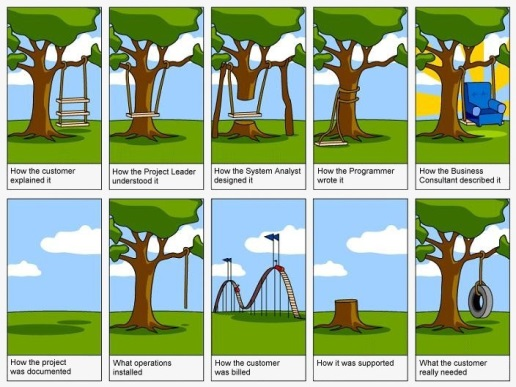 How the customer
explained it
How the Project Leader
understood it
How the System Analyst
designed it
How the Programmer
wrote it
How the Business
Consultant described it
How the project
was documented
What operations
installed
How the customer
was billed
How it was supported
What the customer
really needed